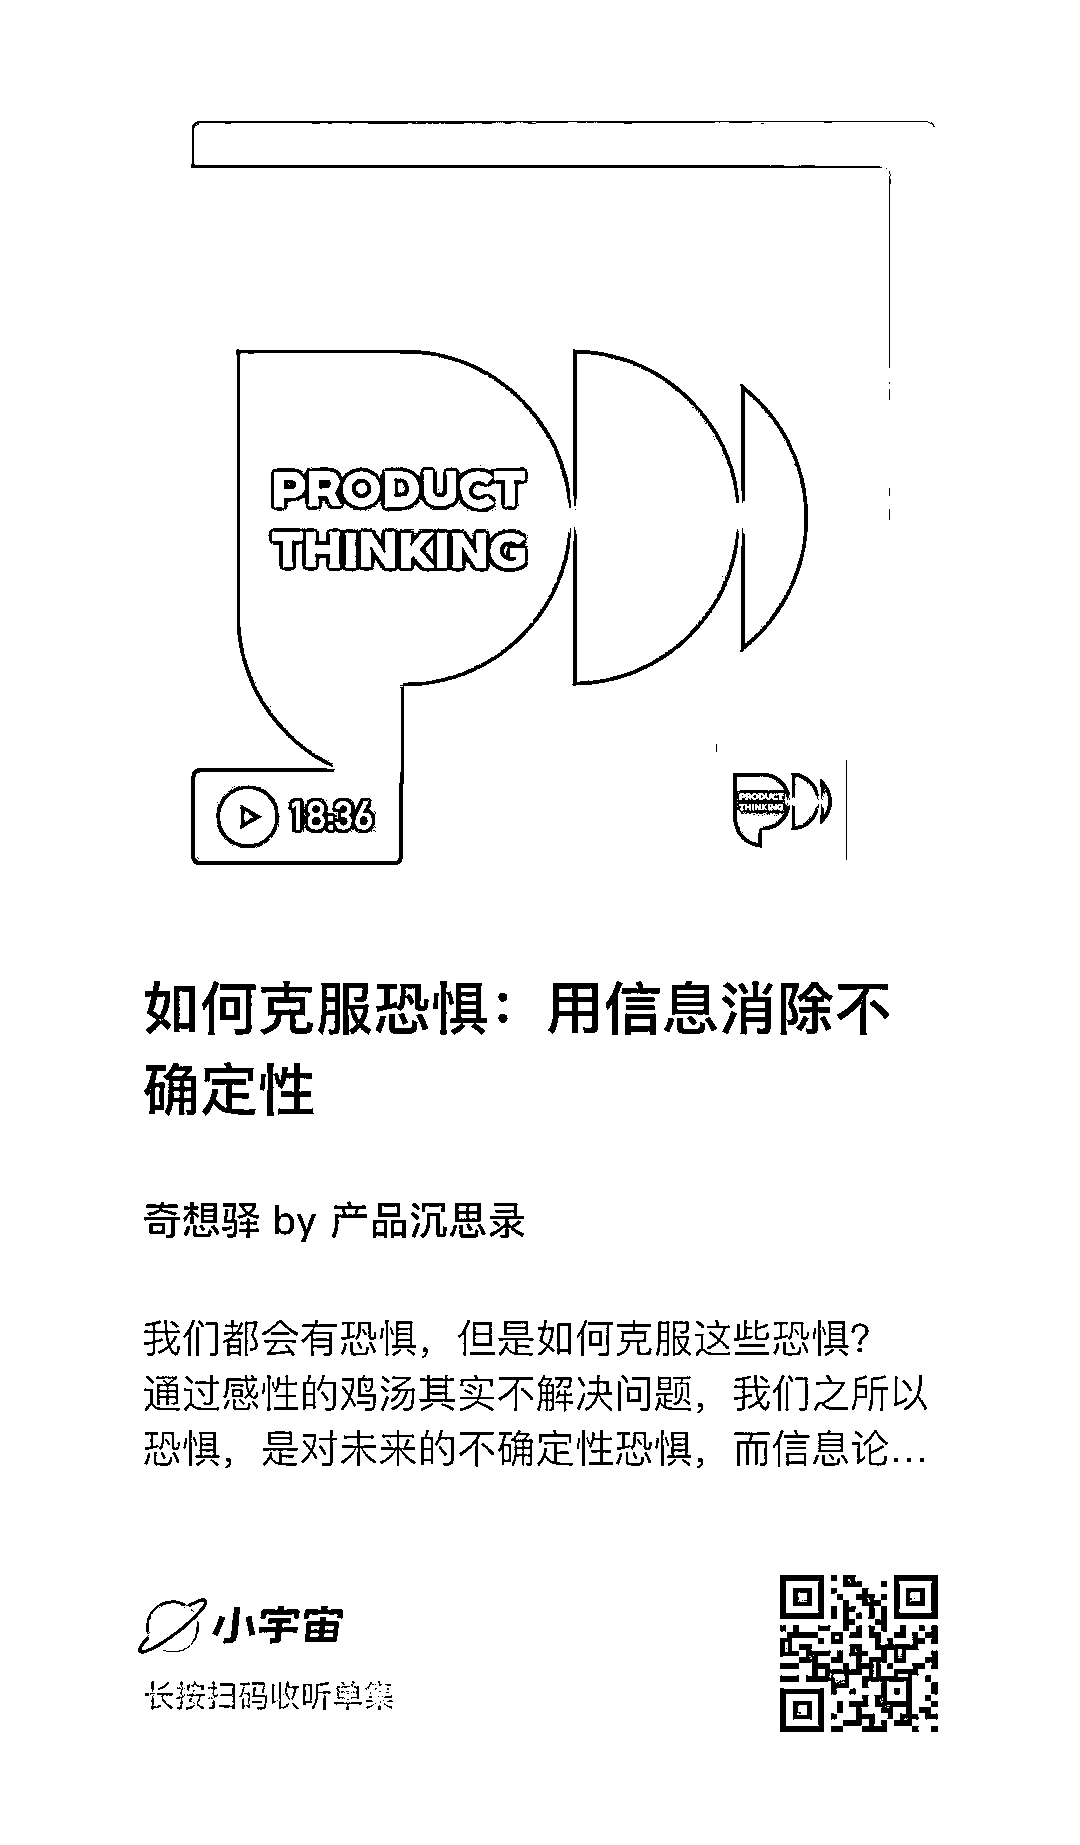 PRODUCT
THINKING
18:36
PRODUCT
THINKING
如何克服恐惧：用信息消除不
确定性
奇想驿 by 产品沉思录
我们都会有恐惧，但是如何克服这些恐惧？
通过感性的鸡汤其实不解决问题，我们之所以
恐惧，是对未来的不确定性恐惧，而信息论...
小宇宙
长按扫码收听单集